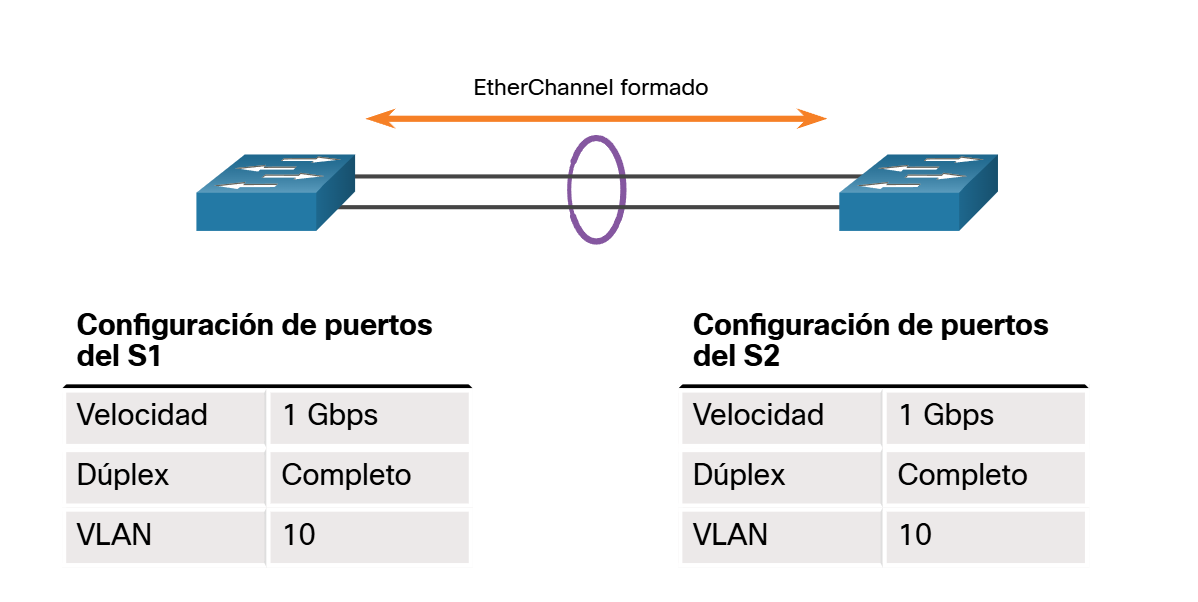 EtherChannel formado
Configuración de puertos
del S1
Velocidad 1 Gbps
Dúplex Completo
VLAN 10
Configuración de puertos
del S2
Velocidad 1 Gbps
Dúplex Completo
VLAN 10